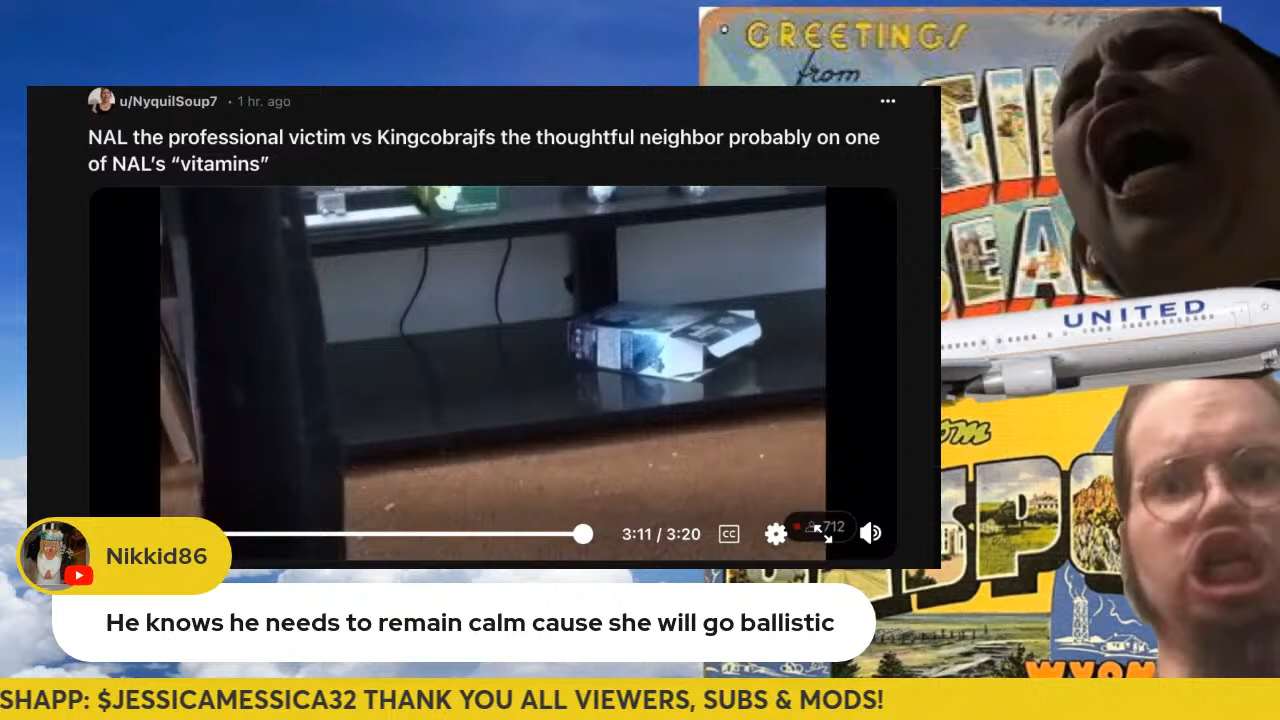 GREETINGS
from
u/NyquilSoup7 · 1 hr. ago
NAL the professional victim vs Kingcobrajfs the thoughtful neighbor probably on one
of NAL’s “vitamins”
UNITED
3:11 / 3:20
CC
712
Nikkid86
He knows he needs to remain calm cause she will go ballistic
SHAPP: $JESSICAMESSICA32 THANK YOU ALL VIEWERS, SUBS & MODS!